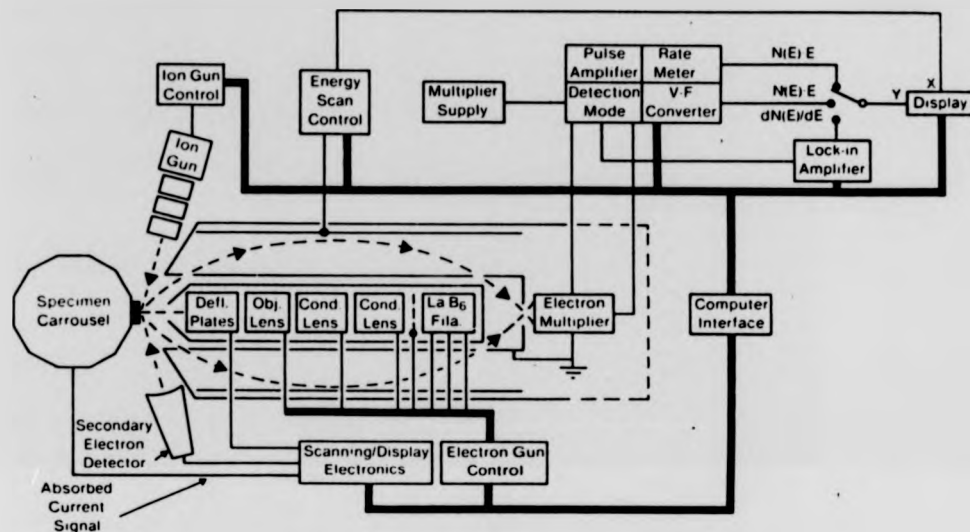 Ion Gun
Control
Energy
Scan
Control
Multiplier
Supply
Pulse
Amplifier
Rate
Meter
Detection
Mode
V-F
Converter
N(E)·E
N(E)·E
dN(E)/dE
X
Y
Display
Lock-in
Amplifier
Ion
Gun
Specimen
Carrousel
Defl.
Plates
Obj.
Lens
Cond
Lens
Cond
Lens
La B6
Fila.
Electron
Multiplier
Computer
Interface
Secondary
Electron
Detector
Scanning/Display
Electronics
Electron Gun
Control
Absorbed
Current
Signal